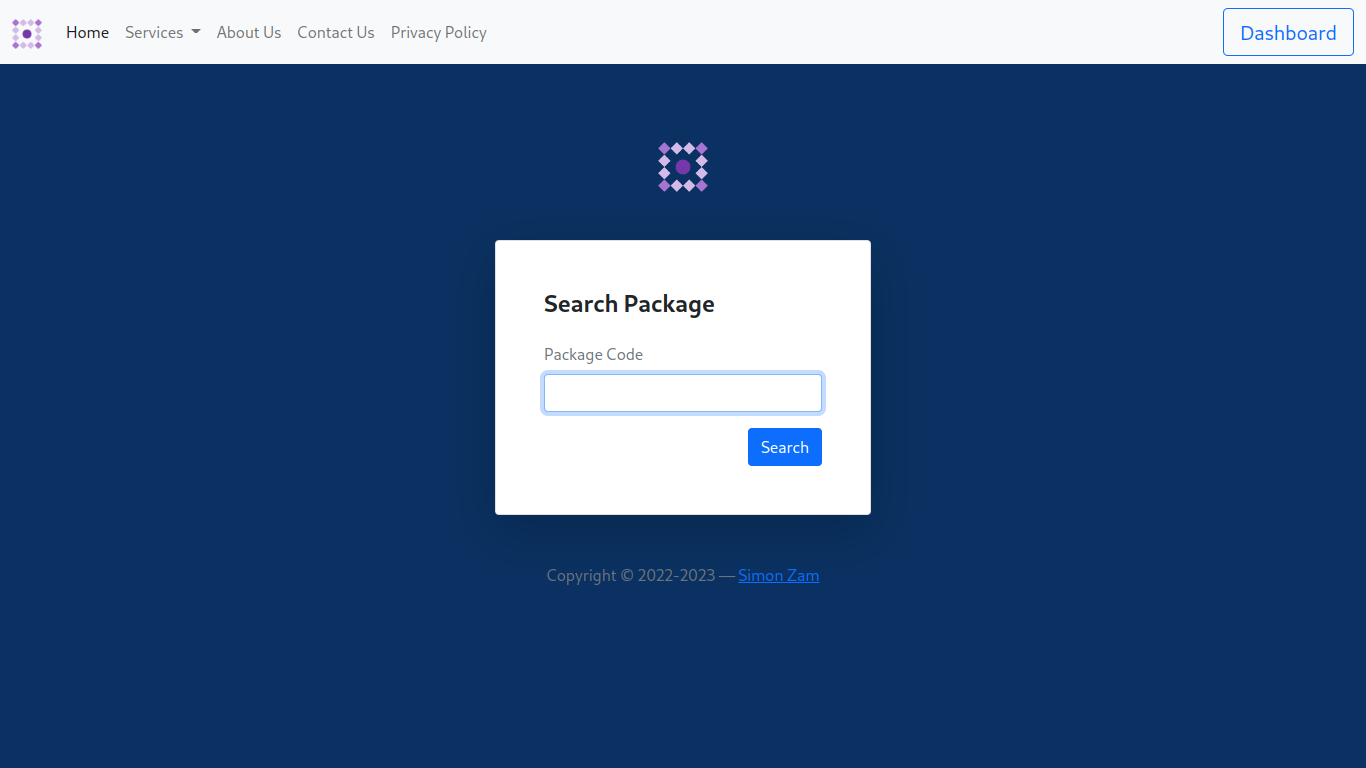 Home Services About Us Contact Us Privacy Policy Dashboard
Search Package
Package Code
Search
Copyright © 2022-2023 — Simon Zam